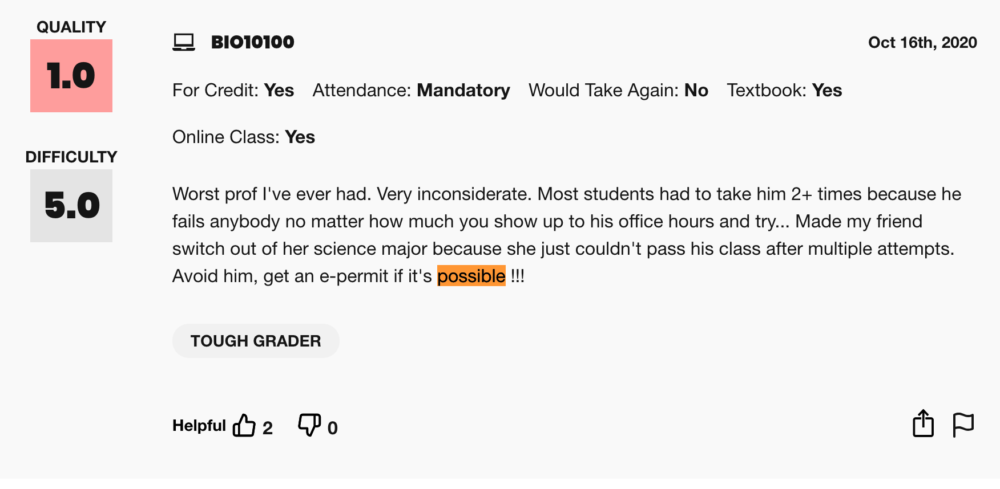 QUALITY
1.0
DIFFICULTY
5.0
BIO10100
Oct 16th, 2020
For Credit: Yes Attendance: Mandatory Would Take Again: No Textbook: Yes
Online Class: Yes
Worst prof I've ever had. Very inconsiderate. Most students had to take him 2+ times because he
fails anybody no matter how much you show up to his office hours and try... Made my friend
switch out of her science major because she just couldn't pass his class after multiple attempts.
Avoid him, get an e-permit if it's possible !!!
TOUGH GRADER
Helpful 2 0